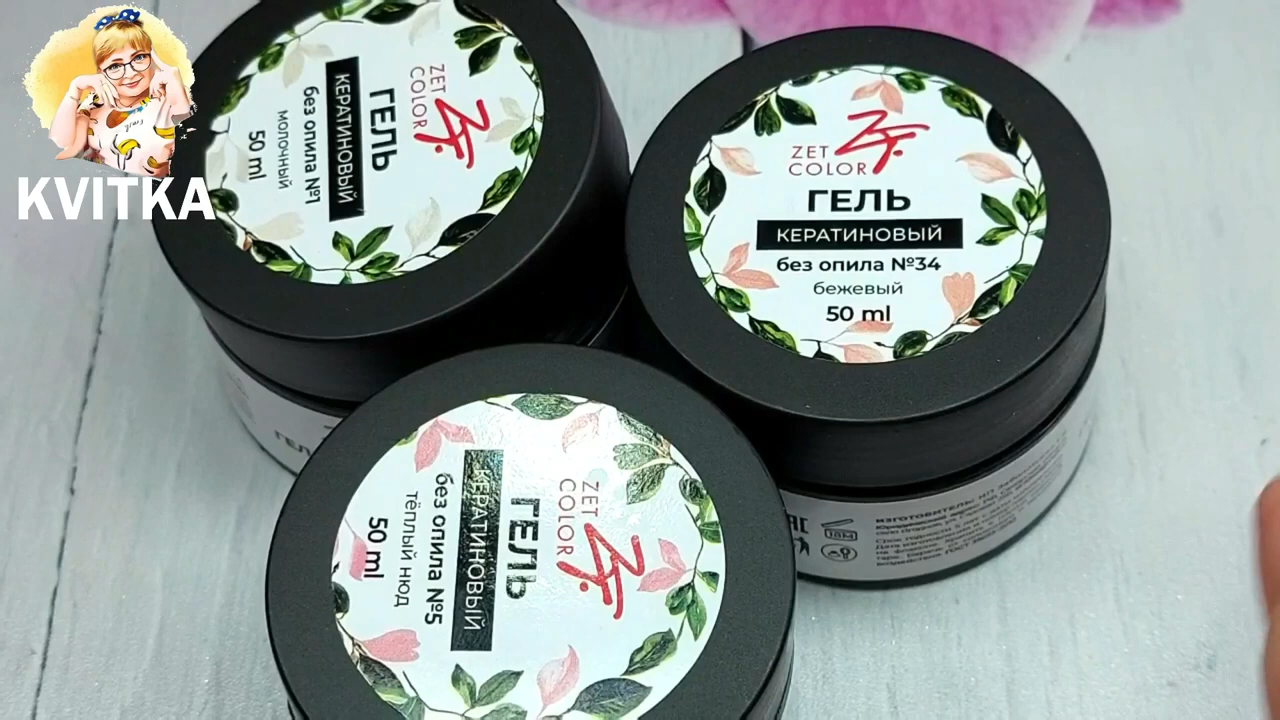 KVITKA
ZET
COLOR
ГЕЛЬ
КЕРАТИНОВЫЙ
без опила №1
молочный
50 ml
ZET
COLOR
ГЕЛЬ
КЕРАТИНОВЫЙ
без опила №34
бежевый
50 ml
ZET
COLOR
ГЕЛЬ
КЕРАТИНОВЫЙ
без опила №5
тёплый нюд
50 ml
18M